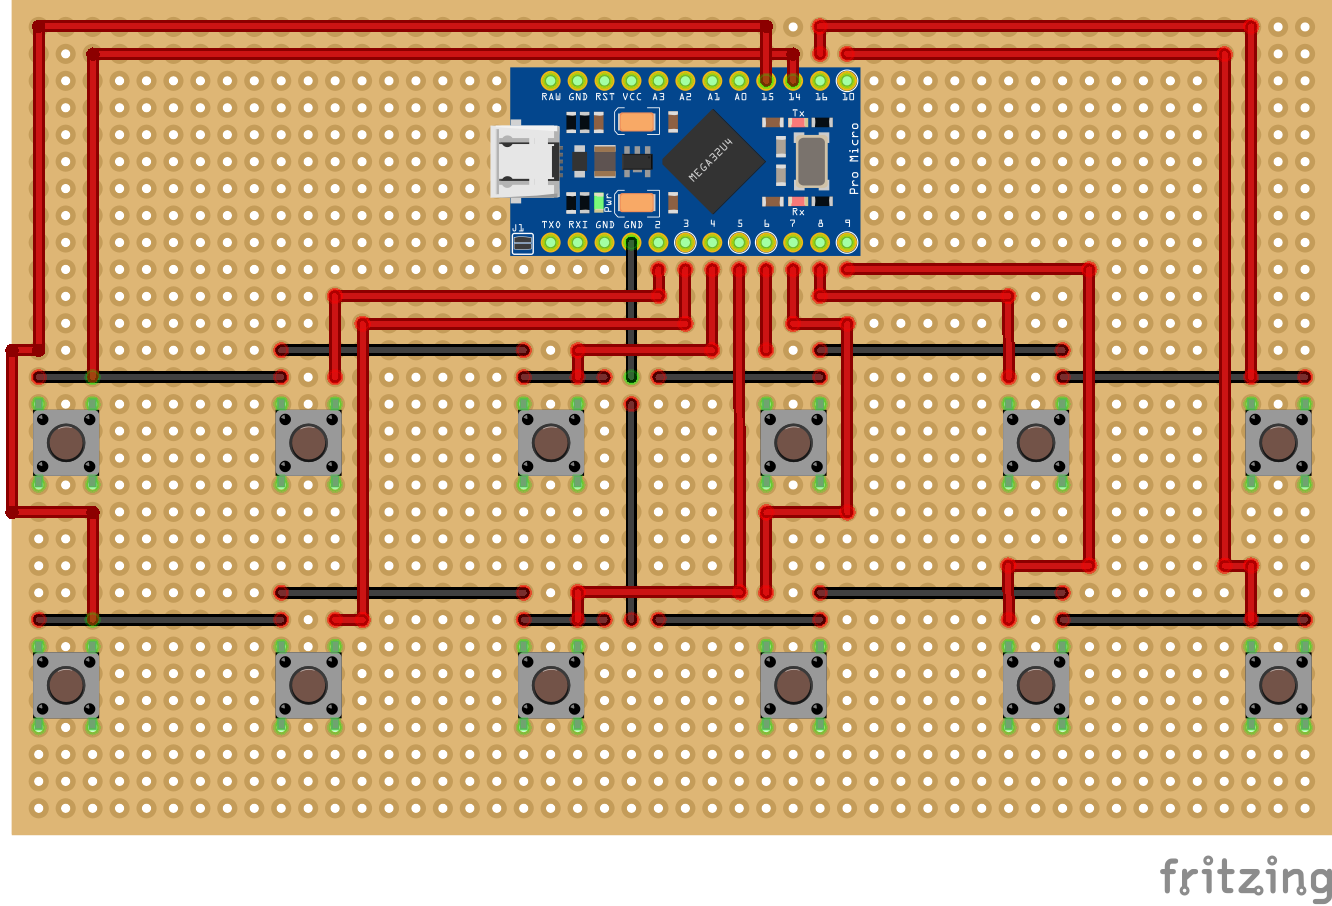 RAW GND RST VCC A3 A2 A1 A0 15 14 16 10
Tx
MEGA32U4
Pro Micro
Pwr
Rx
J1
TX0 RXI GND GND 2 3 4 5 6 7 8 9
fritzing